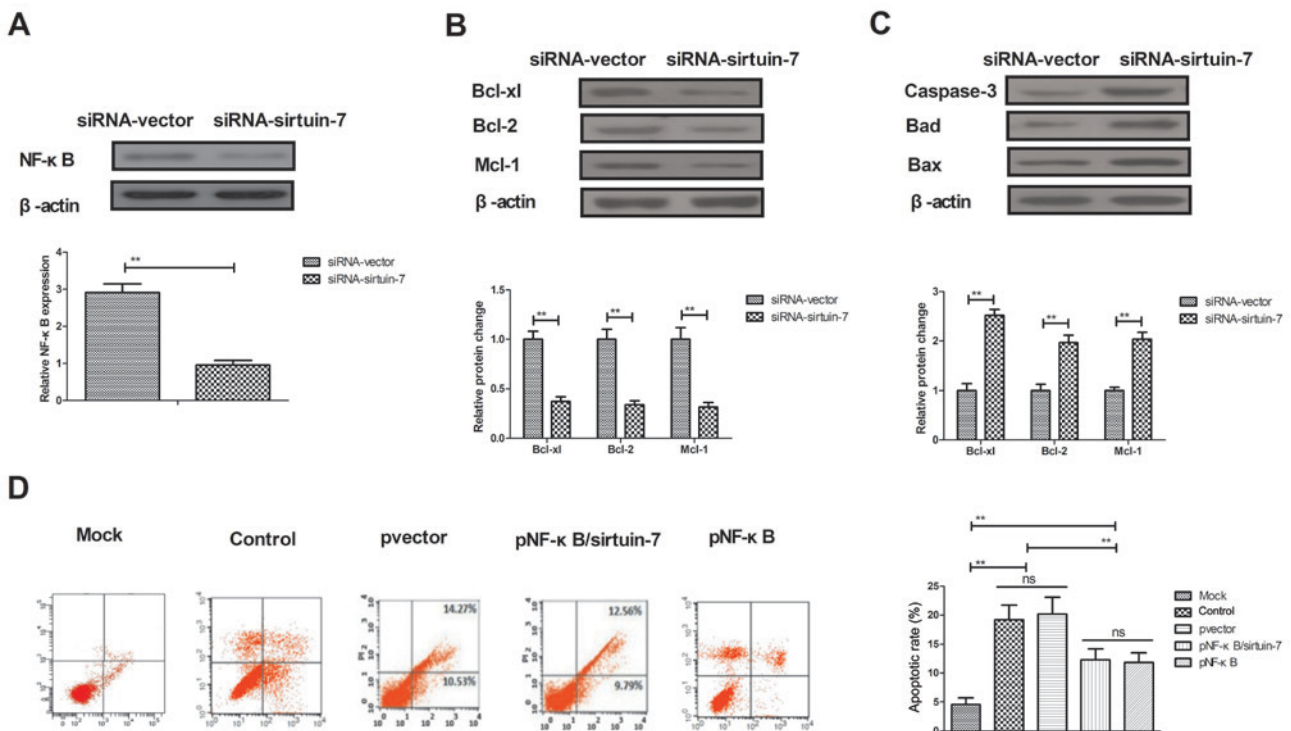 A
siRNA-vector siRNA-sirtuin-7
NF-κ B
β -actin
Relative NF-κ B expression
4
3
2
1
0
**
siRNA-vector
siRNA-sirtuin-7
B
siRNA-vector siRNA-sirtuin-7
Bcl-xl
Bcl-2
Mcl-1
β -actin
Relative protein change
1.5
1.0
0.5
0.0
** ** **
Bcl-xl Bcl-2 Mcl-1
siRNA-vector
siRNA-sirtuin-7
C
siRNA-vector siRNA-sirtuin-7
Caspase-3
Bad
Bax
β -actin
Relative protein change
3
2
1
0
** ** **
Bcl-xl Bcl-2 Mcl-1
siRNA-vector
siRNA-sirtuin-7
D
Mock Control pvector pNF-κ B/sirtuin-7 pNF-κ B
14.27%
10.53%
PI
12.56%
9.79%
PI
Apoptotic rate (%)
25
20
15
10
5
0
**
**
**
ns
ns
Mock
Control
pvector
pNF-κ B/sirtuin-7
pNF-κ B